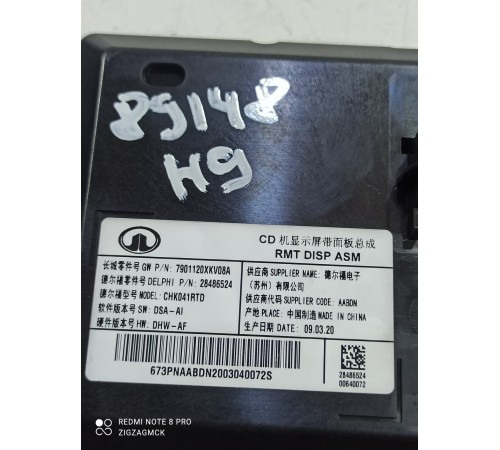 89148
H9
CD 机显示屏带面板总成
RMT DISP ASM
长城零件号 GW P/N: 7901120XKV08A
德尔福零件号 DELPHI P/N: 28486524
德尔福型号 MODEL: CHK041RTD
软件版本号 SW: DSA-AI
硬件版本号 HW: DHW-AF
供应商名称 SUPPLIER NAME: 德尔福电子
（苏州）有限公司
供应商代码 SUPPLIER CODE: AABDN
产地 PLACE: 中国制造 MADE IN CHINA
生产日期 DATE: 09.03.20
673PNAABDN2003040072S
28486524
00640072
REDMI NOTE 8 PRO
ZIGZAGMCK